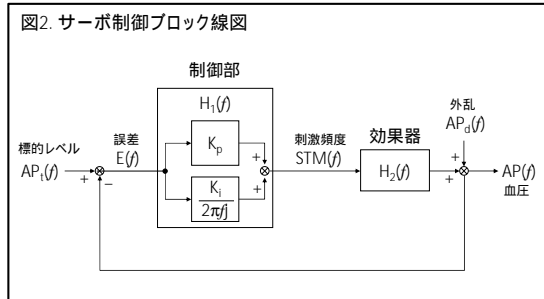 図2. サーボ制御ブロック線図
制御部
H₁(f)
Kp
標的レベル
APt(f)
+
−
誤差
E(f)
Ki
2πfj
+
+
刺激頻度
STM(f)
効果器
H₂(f)
外乱
APd(f)
+
+
AP(f)
血圧